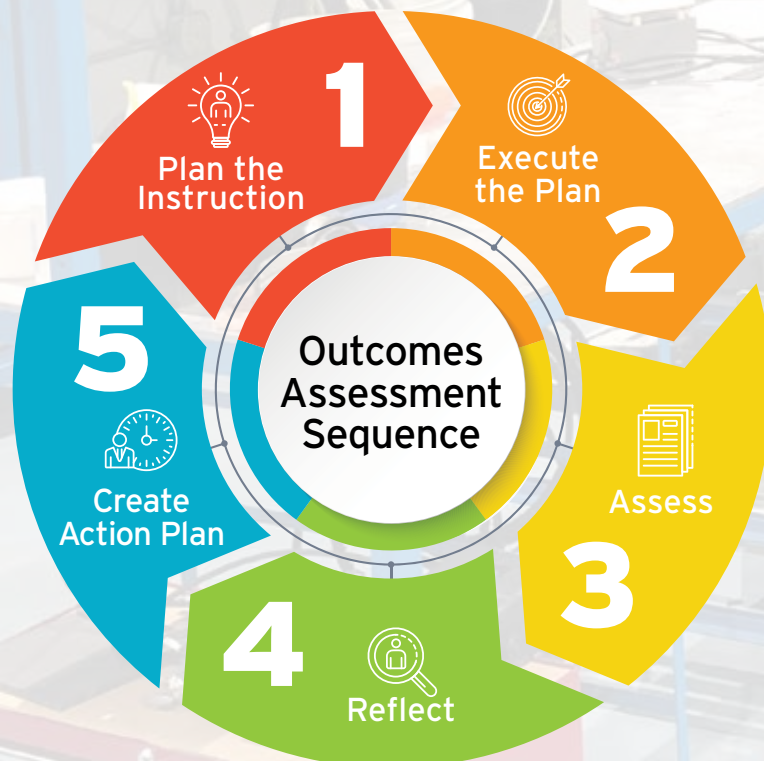 1
Plan the
Instruction
Execute
the Plan
2
Assess
3
4
Reflect
5
Create
Action Plan
Outcomes
Assessment
Sequence